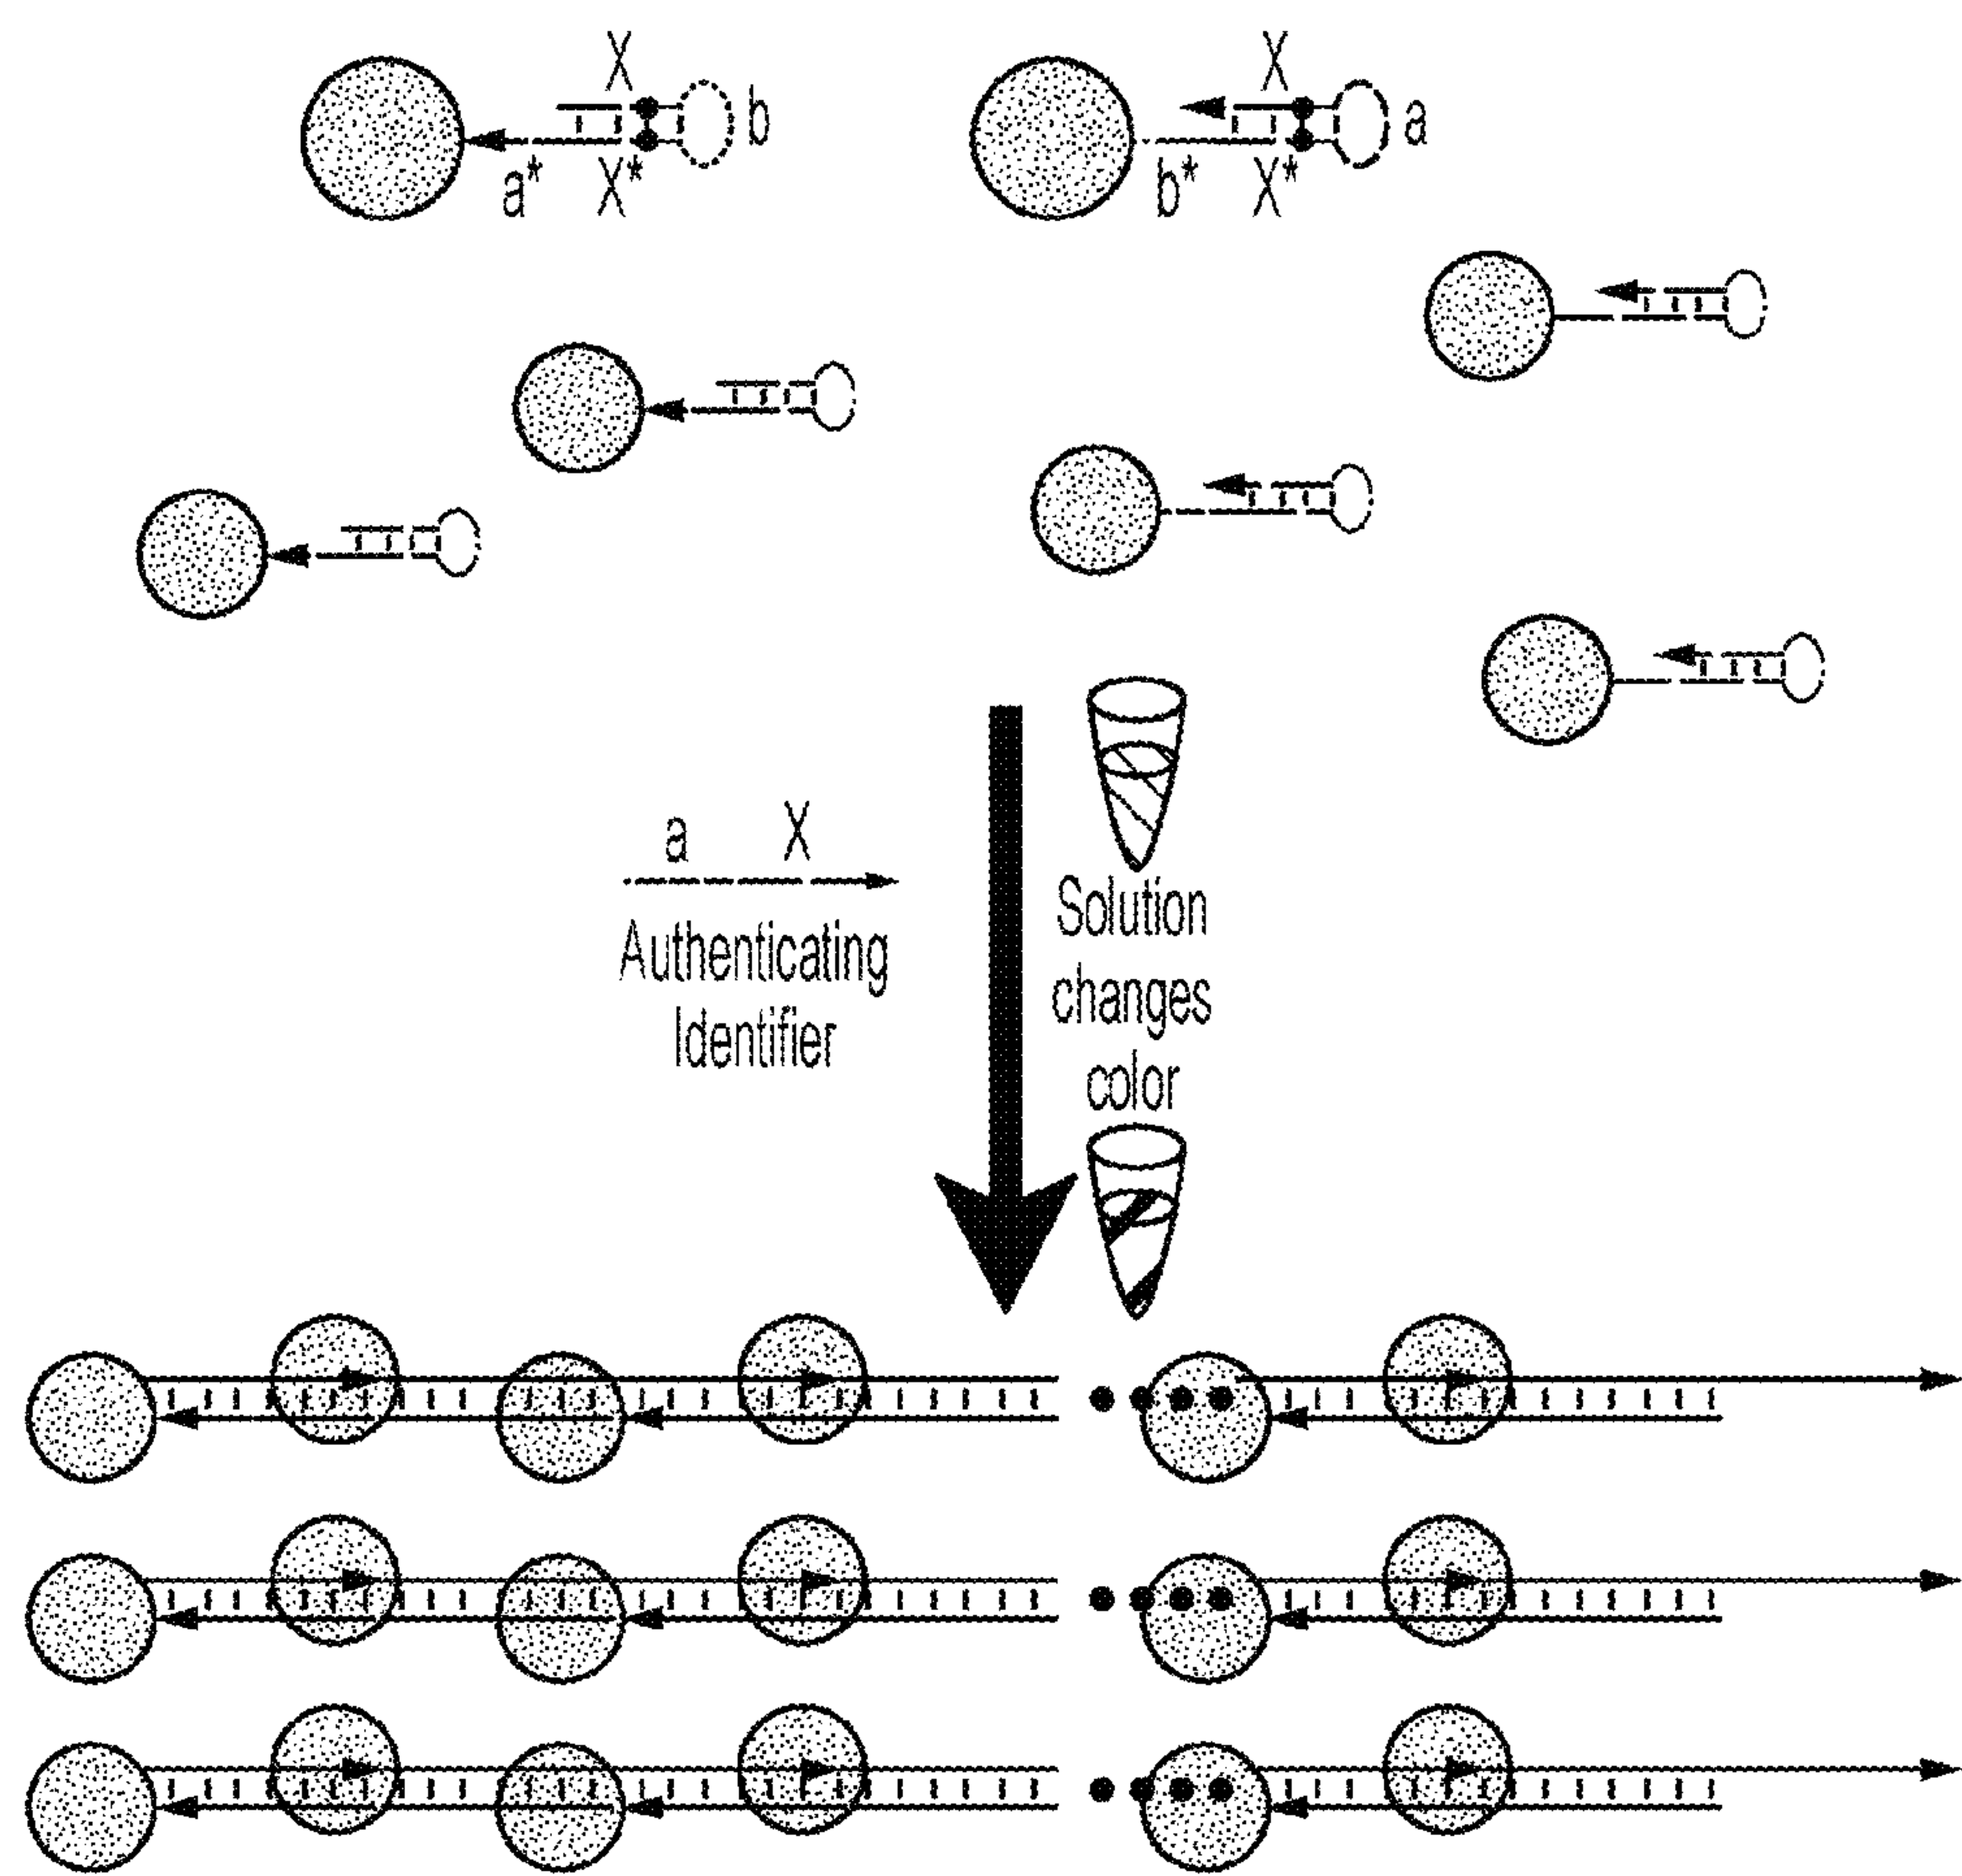 X
X
b
a
a* X*
b* X*
a X
Authenticating
Identifier
Solution
changes
color